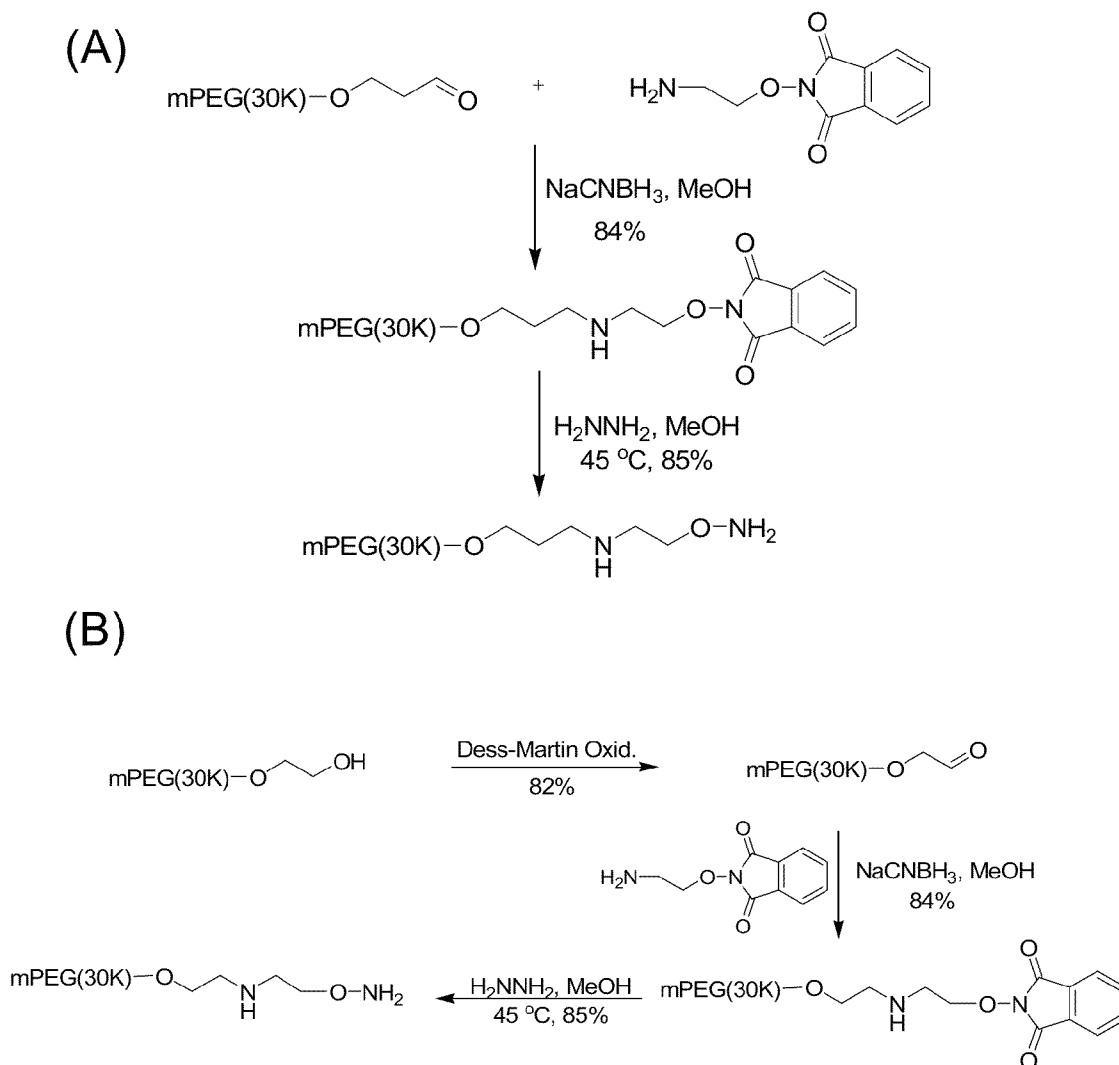 (A)
mPEG(30K)-O O + H2N O-N O O
NaCNBH3, MeOH
84%
mPEG(30K)-O N H O-N O O
H2NNH2, MeOH
45 °C, 85%
mPEG(30K)-O N H O-NH2
(B)
mPEG(30K)-O OH Dess-Martin Oxid. mPEG(30K)-O O
82%
H2N O-N O O NaCNBH3, MeOH
84%
mPEG(30K)-O N H O-NH2 H2NNH2, MeOH mPEG(30K)-O N H O-N O O
45 °C, 85%